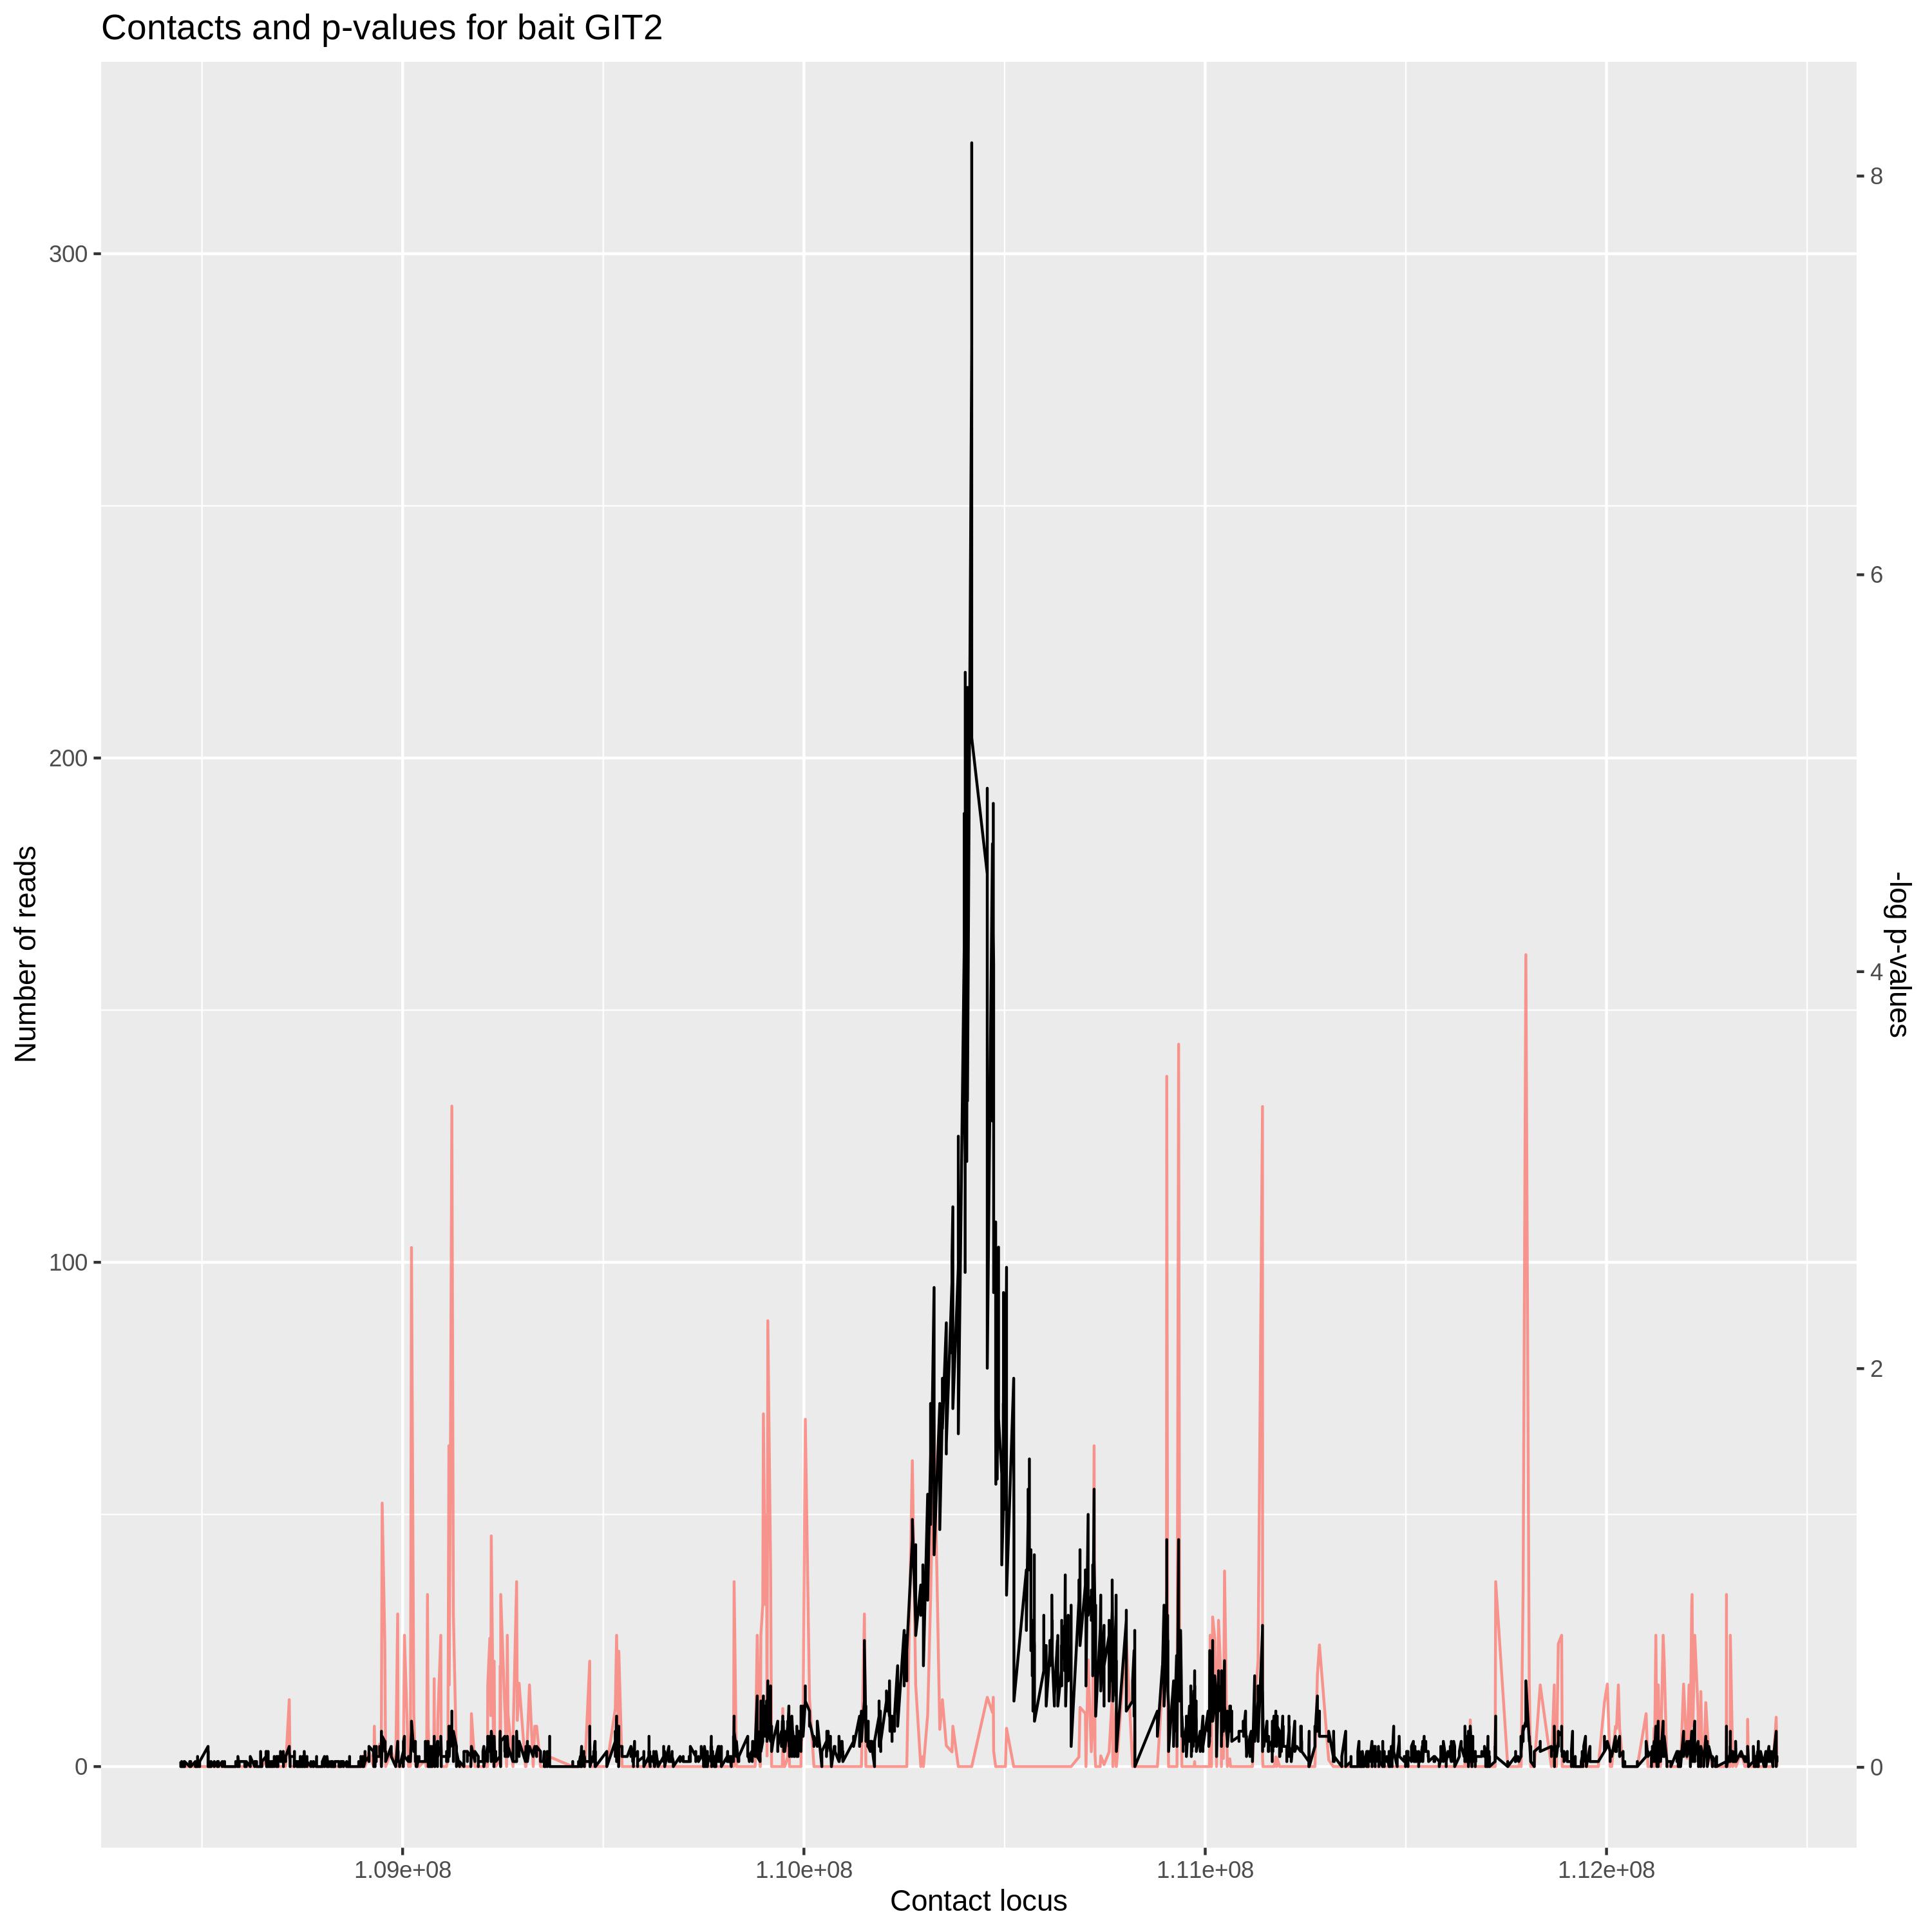 Contacts and p-values for bait GIT2
300
200
100
0
Number of reads
8
6
4
2
0
-log p-values
1.09e+08
1.10e+08
1.11e+08
1.12e+08
Contact locus